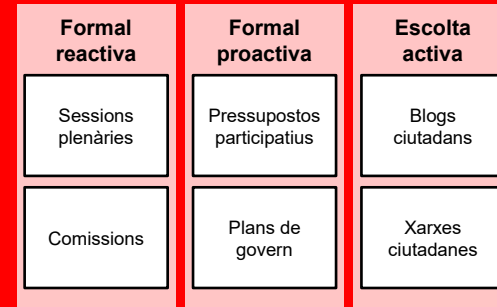 Formal
reactiva
Sessions
plenàries
Comissions
Formal
proactiva
Pressupostos
participatius
Plans de
govern
Escolta
activa
Blogs
ciutadans
Xarxes
ciutadanes